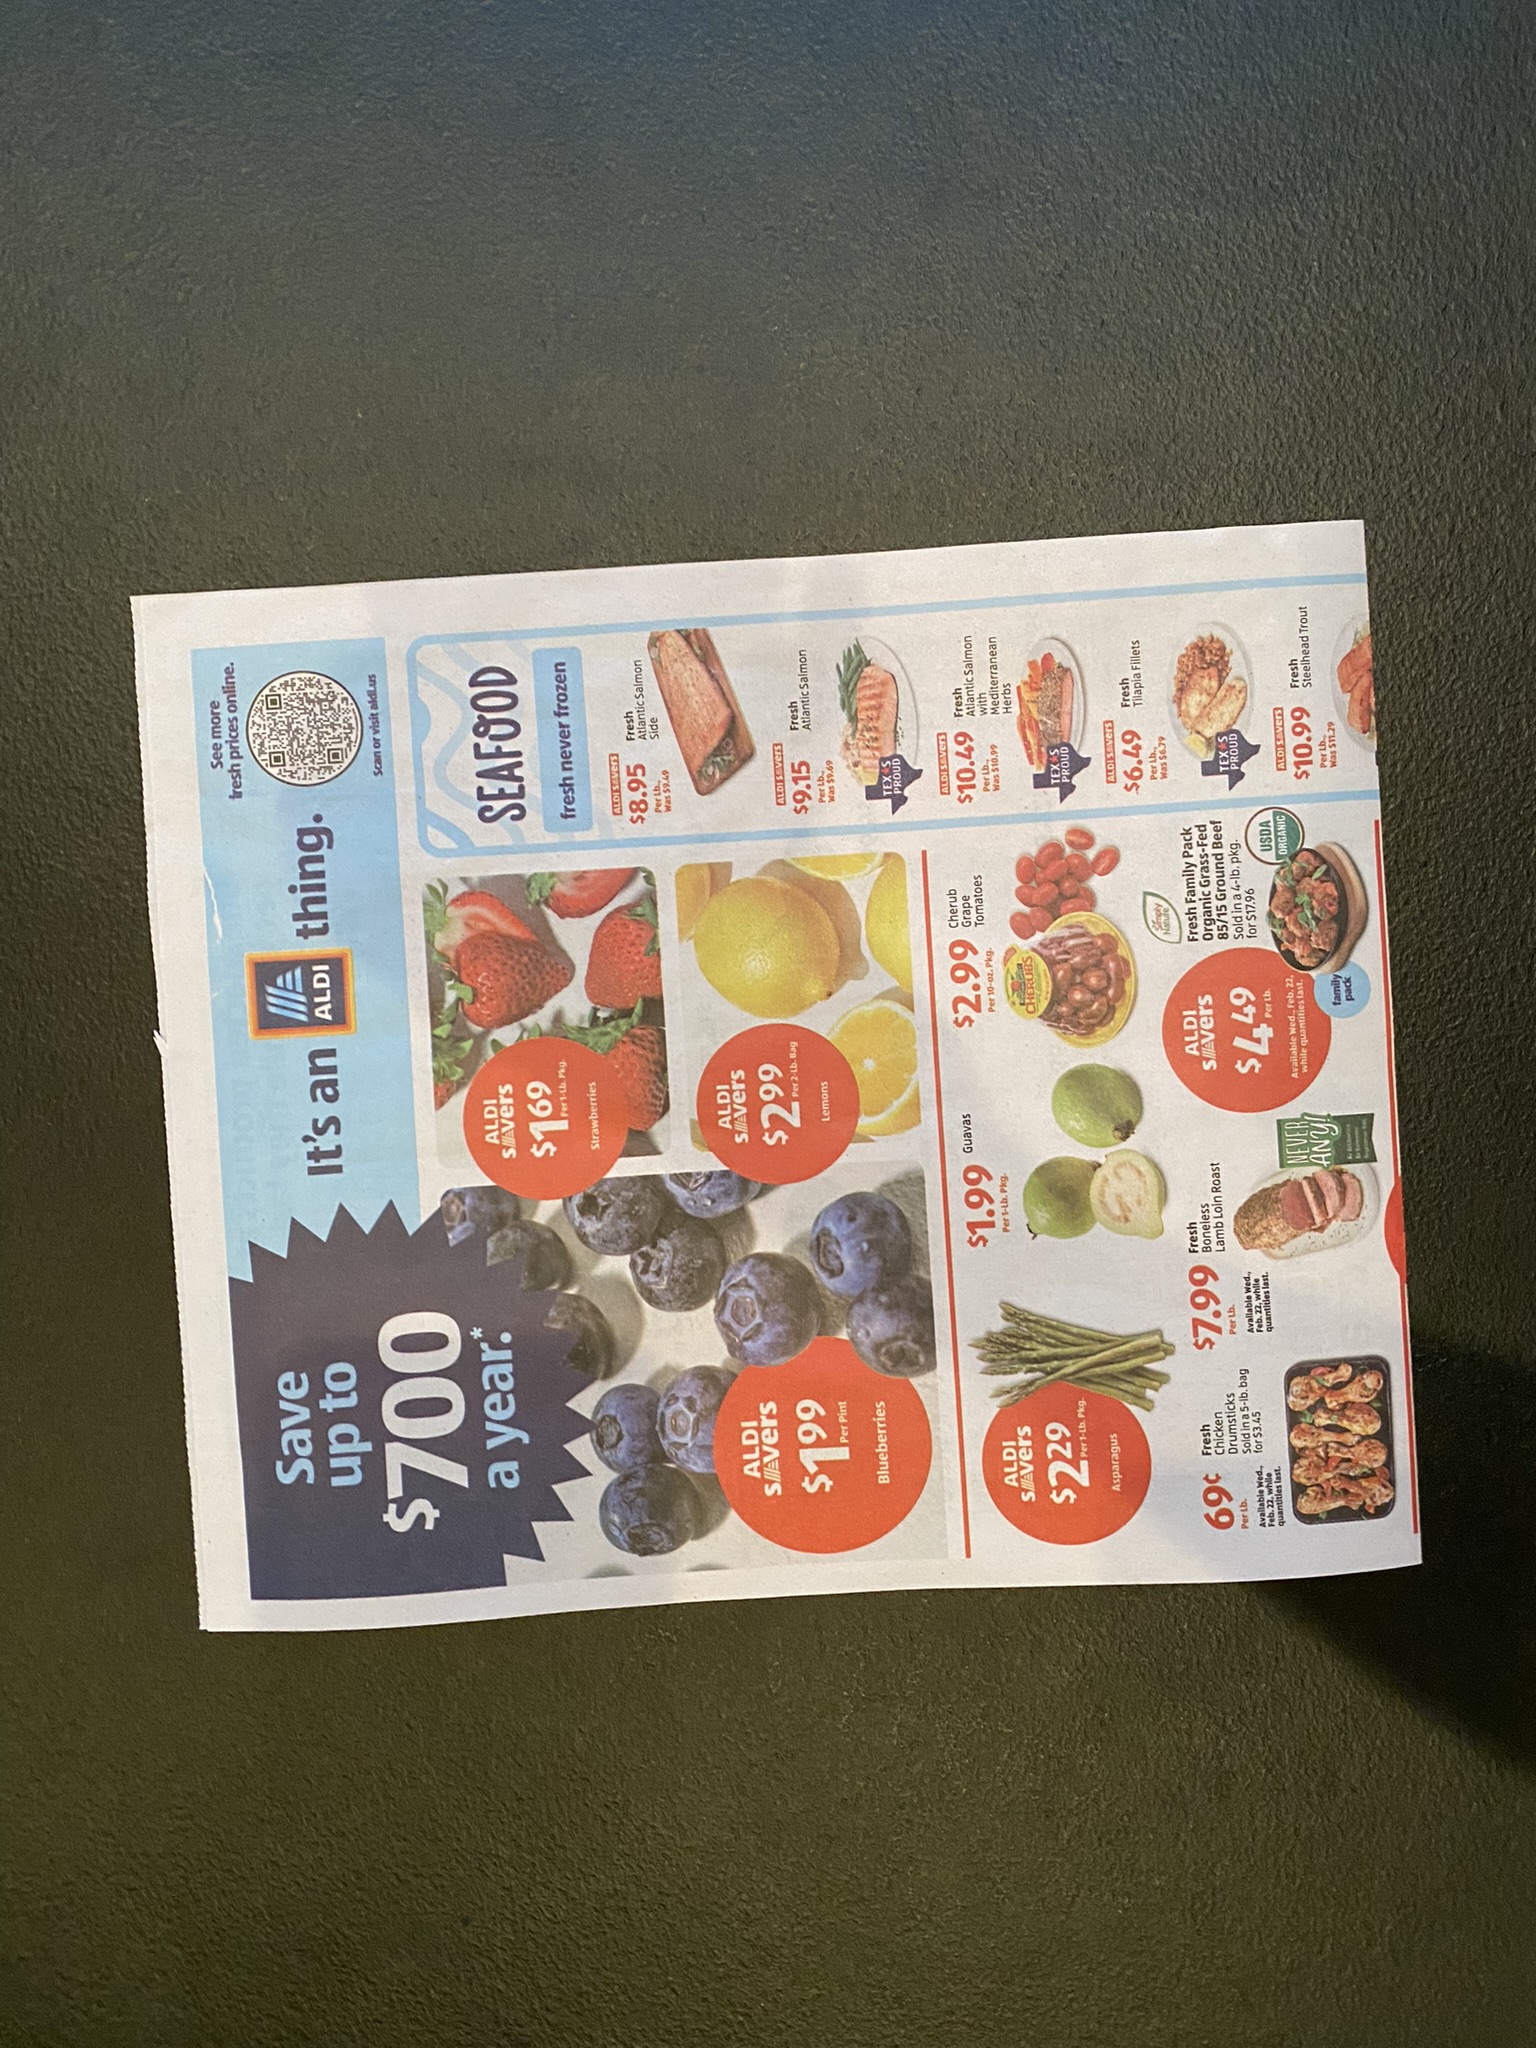 Save
up to
$700
a year.*
It's an ALDI thing.
See more
fresh prices online.
Scan or visit aldi.us
ALDI
SAVERS
$1.99
Per Pint
Blueberries
ALDI
SAVERS
$1.69
Per 1-Lb. Pkg.
Strawberries
ALDI
SAVERS
$2.99
Per 2-Lb. Bag
Lemons
SEAFOOD
fresh never frozen
ALDI SAVERS
$8.95
Per Lb.,
Was $9.49
Fresh
Atlantic Salmon
Side
ALDI SAVERS
$9.15
Per Lb.,
Was $9.69
Fresh
Atlantic Salmon
TEXAS
PROUD
ALDI SAVERS
$10.49
Per Lb.,
Was $10.99
Fresh
Atlantic Salmon
with
Mediterranean
Herbs
TEXAS
PROUD
ALDI SAVERS
$6.49
Per Lb.,
Was $6.79
Fresh
Tilapia Fillets
TEXAS
PROUD
ALDI SAVERS
$10.99
Per Lb.,
Was $11.29
Fresh
Steelhead Trout
ALDI
SAVERS
$2.29
Per 1-Lb. Pkg.
Asparagus
$1.99
Per 1-Lb. Pkg.
Guavas
$2.99
Per 10-oz. Pkg.
Cherub
Grape
Tomatoes
CHERUBS
69¢
Per Lb.
Available Wed.,
Feb. 22, while
quantities last.
Fresh
Chicken
Drumsticks
Sold in a 5-lb. bag
for $3.45
$7.99
Per Lb.
Available Wed.,
Feb. 22, while
quantities last.
Fresh
Boneless
Lamb Loin Roast
NEVER
ANY!
ALDI
SAVERS
$4.49
Per Lb.
Available Wed., Feb. 22,
while quantities last.
family
pack
Simply
Nature
Fresh Family Pack
Organic Grass-Fed
85/15 Ground Beef
Sold in a 4-lb. pkg.
for $17.96
USDA
ORGANIC